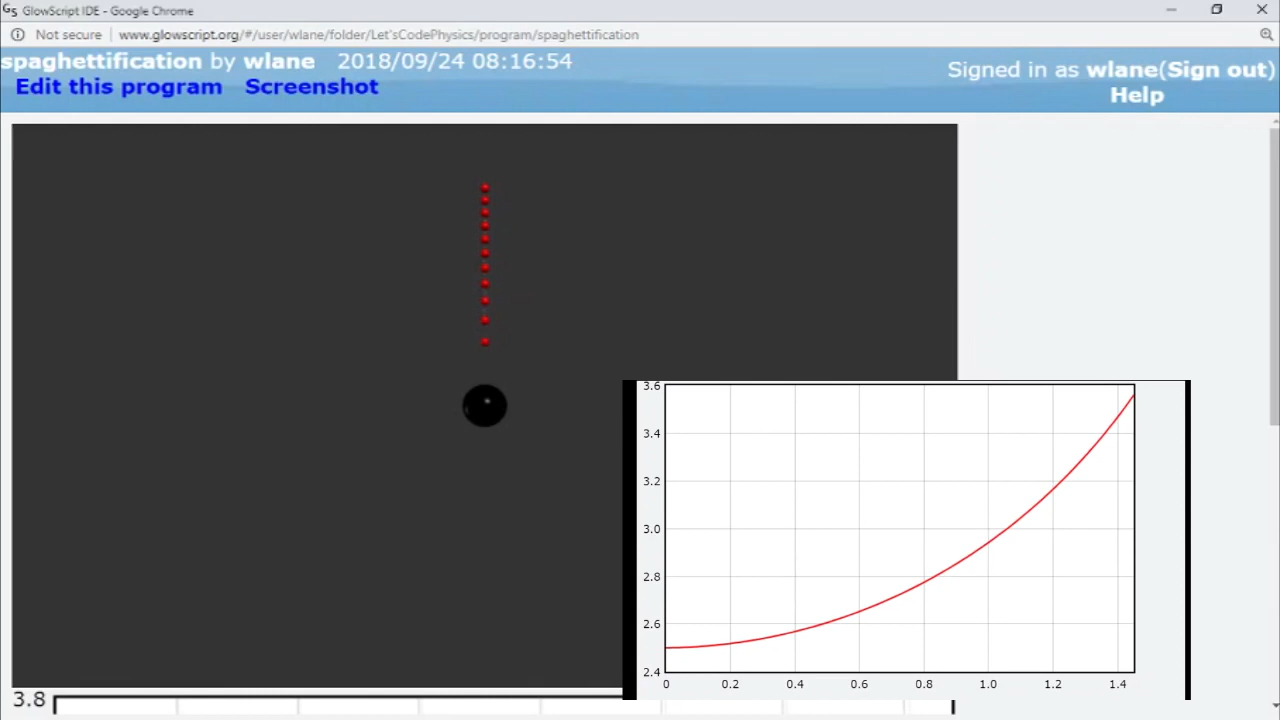 GlowScript IDE - Google Chrome
Not secure www.glowscript.org/#/user/wlane/folder/Let'sCodePhysics/program/spaghettification
spaghettification by wlane 2018/09/24 08:16:54
Signed in as wlane(Sign out)
Edit this program Screenshot
Help
3.6
3.4
3.2
3.0
2.8
2.6
2.4
0 0.2 0.4 0.6 0.8 1.0 1.2 1.4
3.8